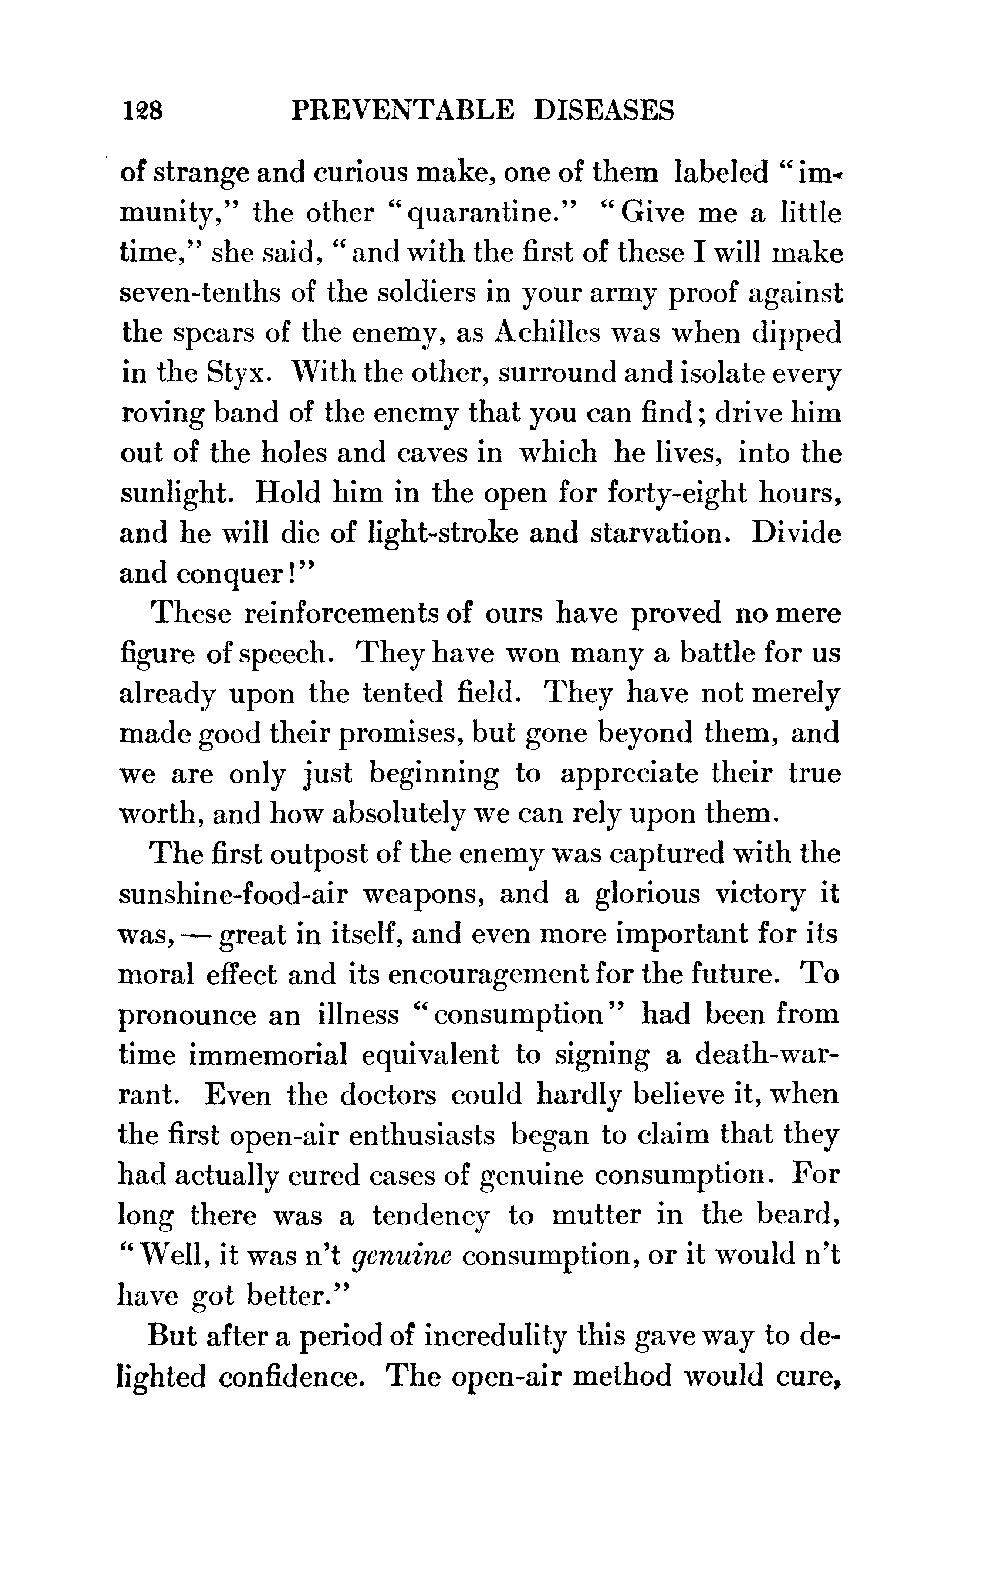 128 PREVENTABLE DISEASES
of strange and curious make, one of them labeled "im-
munity," the other "quarantine." "Give me a little
time," she said, "and with the first of these I will make
seven-tenths of the soldiers in your army proof against
the spears of the enemy, as Achilles was when dipped
in the Styx. With the other, surround and isolate every
roving band of the enemy that you can find; drive him
out of the holes and caves in which he lives, into the
sunlight. Hold him in the open for forty-eight hours,
and he will die of light-stroke and starvation. Divide
and conquer!"
These reinforcements of ours have proved no mere
figure of speech. They have won many a battle for us
already upon the tented field. They have not merely
made good their promises, but gone beyond them, and
we are only just beginning to appreciate their true
worth, and how absolutely we can rely upon them.
The first outpost of the enemy was captured with the
sunshine-food-air weapons, and a glorious victory it
was, — great in itself, and even more important for its
moral effect and its encouragement for the future. To
pronounce an illness "consumption" had been from
time immemorial equivalent to signing a death-war-
rant. Even the doctors could hardly believe it, when
the first open-air enthusiasts began to claim that they
had actually cured cases of genuine consumption. For
long there was a tendency to mutter in the beard,
"Well, it was n't genuine consumption, or it would n't
have got better."
But after a period of incredulity this gave way to de-
lighted confidence. The open-air method would cure,